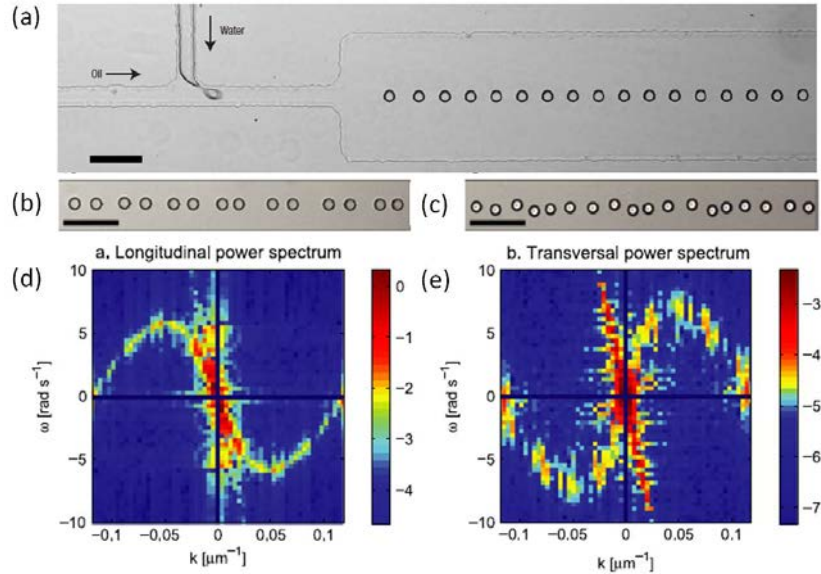 (a)
Water
Oil
(b)
(c)
a. Longitudinal power spectrum
b. Transversal power spectrum
(d)
10
5
0
−5
−10
ω [rad s⁻¹]
−0,1
−0,05
0
0,05
0,1
k [µm⁻¹]
0
−1
−2
−3
−4
(e)
10
5
0
−5
−10
ω [rad s⁻¹]
−0.1
−0.05
0
0.05
0.1
k [µm⁻¹]
−3
−4
−5
−6
−7